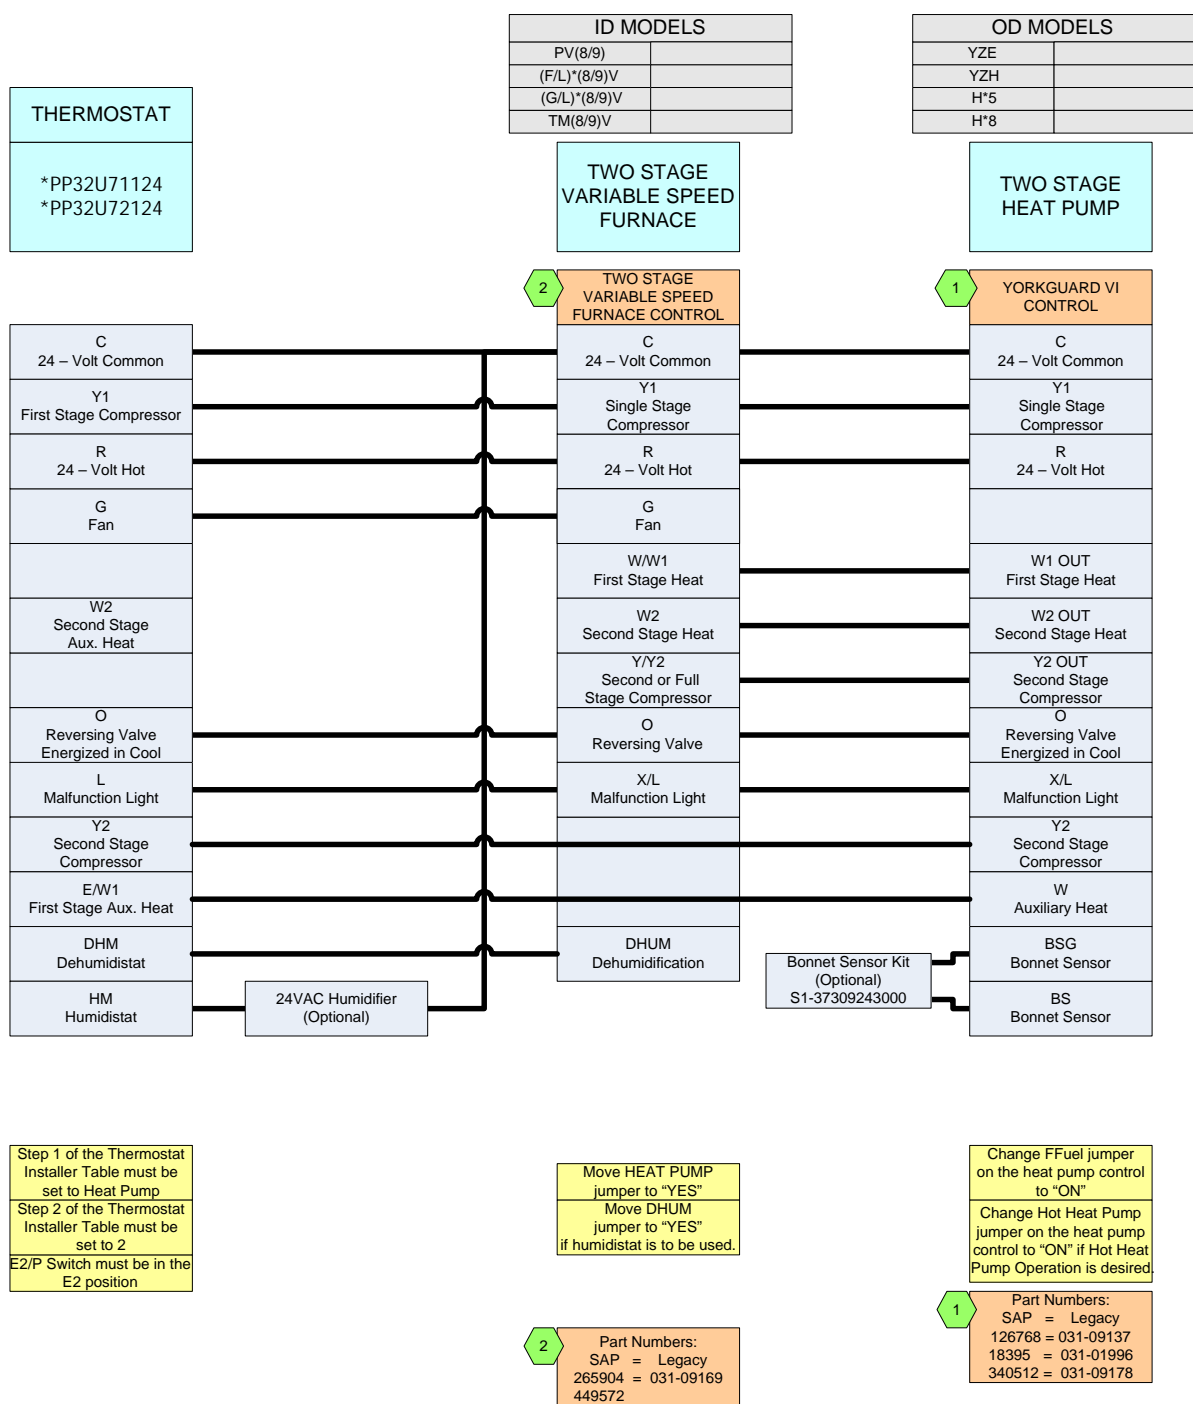 ID MODELS
PV(8/9)
(F/L)*(8/9)V
(G/L)*(8/9)V
TM(8/9)V
OD MODELS
YZE
YZH
H*5
H*8
THERMOSTAT
*PP32U71124
*PP32U72124
TWO STAGE
VARIABLE SPEED
FURNACE
TWO STAGE
HEAT PUMP
2
TWO STAGE
VARIABLE SPEED
FURNACE CONTROL
1
YORKGUARD VI
CONTROL
C
24 – Volt Common
C
24 – Volt Common
C
24 – Volt Common
Y1
First Stage Compressor
Y1
Single Stage
Compressor
Y1
Single Stage
Compressor
R
24 – Volt Hot
R
24 – Volt Hot
R
24 – Volt Hot
G
Fan
G
Fan
W/W1
First Stage Heat
W1 OUT
First Stage Heat
W2
Second Stage
Aux. Heat
W2
Second Stage Heat
W2 OUT
Second Stage Heat
Y/Y2
Second or Full
Stage Compressor
Y2 OUT
Second Stage
Compressor
O
Reversing Valve
Energized in Cool
O
Reversing Valve
O
Reversing Valve
Energized in Cool
L
Malfunction Light
X/L
Malfunction Light
X/L
Malfunction Light
Y2
Second Stage
Compressor
Y2
Second Stage
Compressor
E/W1
First Stage Aux. Heat
W
Auxiliary Heat
DHM
Dehumidistat
DHUM
Dehumidification
Bonnet Sensor Kit
(Optional)
S1-37309243000
BSG
Bonnet Sensor
HM
Humidistat
24VAC Humidifier
(Optional)
BS
Bonnet Sensor
Step 1 of the Thermostat
Installer Table must be
set to Heat Pump
Step 2 of the Thermostat
Installer Table must be
set to 2
E2/P Switch must be in the
E2 position
Move HEAT PUMP
jumper to “YES”
Move DHUM
jumper to “YES”
if humidistat is to be used.
Change FFuel jumper
on the heat pump control
to “ON”
Change Hot Heat Pump
jumper on the heat pump
control to “ON” if Hot Heat
Pump Operation is desired.
1
Part Numbers:
SAP = Legacy
126768 = 031-09137
18395 = 031-01996
340512 = 031-09178
2
Part Numbers:
SAP = Legacy
265904 = 031-09169
449572